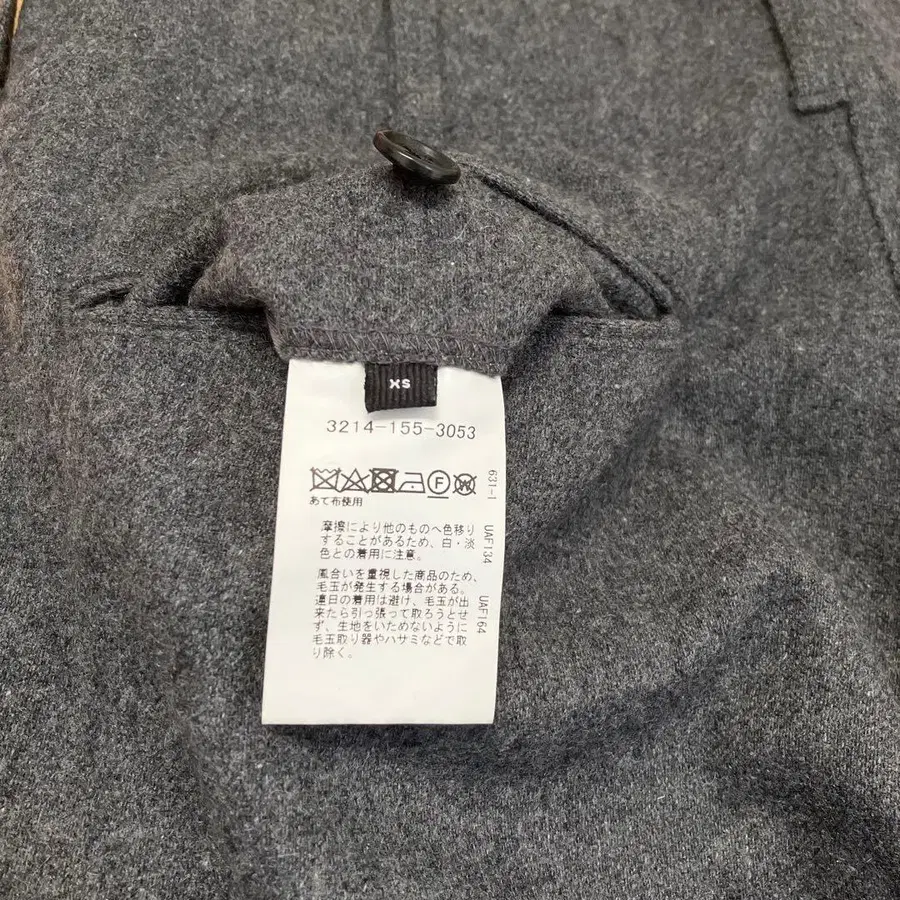 XS
3214-155-3053
F W
あて布使用
摩擦により他のものへ色移り
することがあるため、白・淡
色との着用に注意。
風合いを重視した商品のため、
毛玉が発生する場合がある。
連日の着用は避け、毛玉が出
来たら引っ張って取ろうとせ
ず、生地をいためないように
毛玉取り器やハサミなどで取
り除く。
631-1 UAF134 UAF164